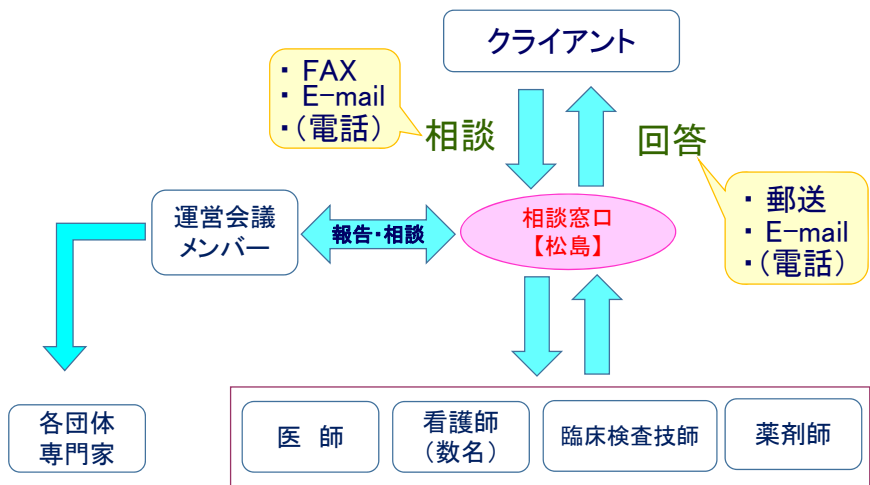 クライアント
・ FAX
・ E-mail
・(電話)
相談
回答
・ 郵送
・ E-mail
・(電話)
運営会議
メンバー
報告・相談
相談窓口
【松島】
各団体
専門家
医 師
看護師
(数名)
臨床検査技師
薬剤師